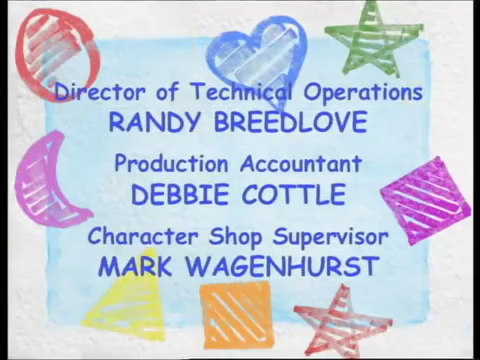 Director of Technical Operations
RANDY BREEDLOVE
Production Accountant
DEBBIE COTTLE
Character Shop Supervisor
MARK WAGENHURST